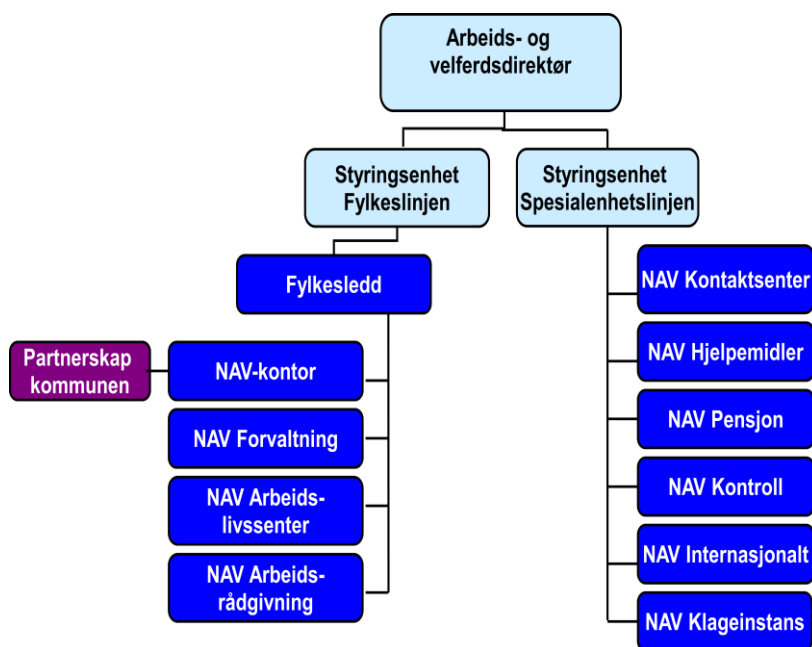 Arbeids- og
velferdsdirektør
Styringsenhet
Fylkeslinjen
Styringsenhet
Spesialenhetslinjen
Fylkesledd
Partnerskap
kommunen
NAV-kontor
NAV Forvaltning
NAV Arbeids-
livssenter
NAV Arbeids-
rådgivning
NAV Kontaktsenter
NAV Hjelpemidler
NAV Pensjon
NAV Kontroll
NAV Internasjonalt
NAV Klageinstans